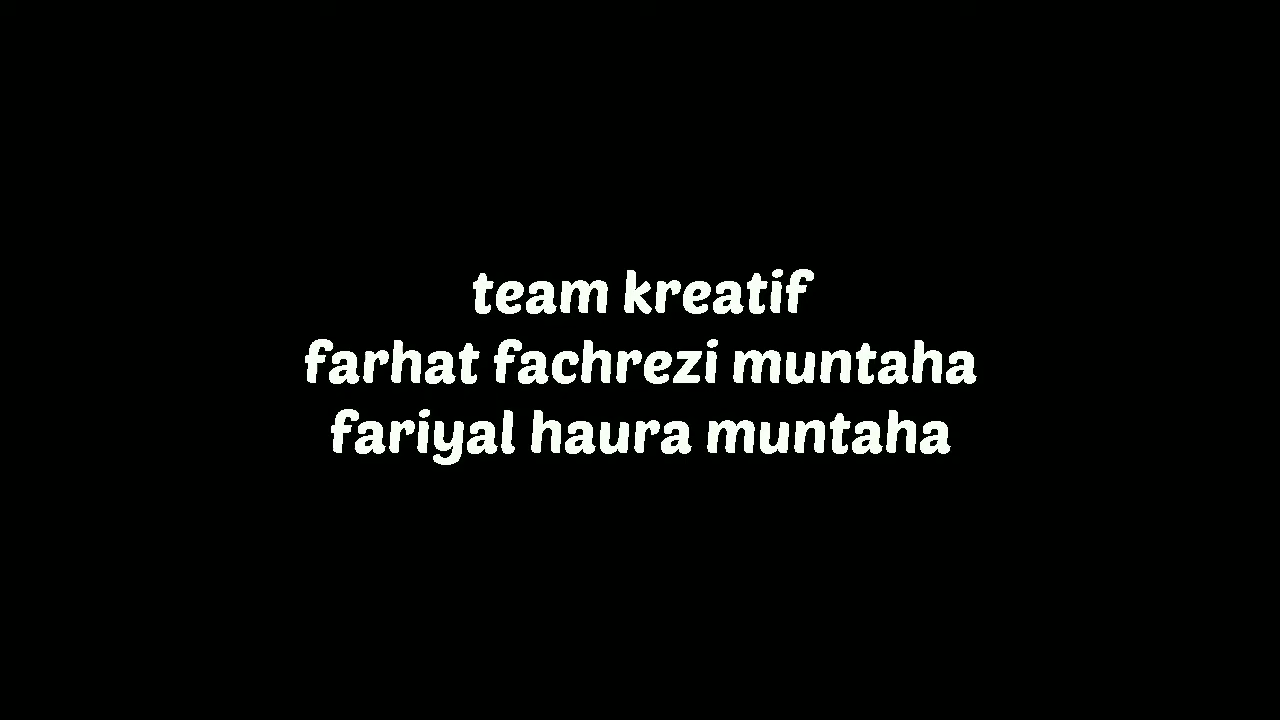 team kreatif
farhat fachrezi muntaha
fariyal haura muntaha